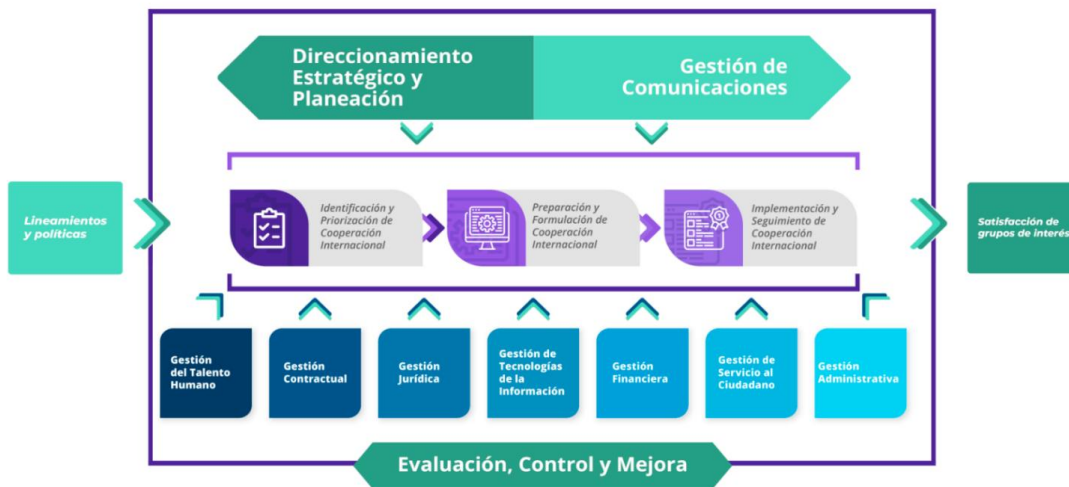 Direccionamiento
Estratégico y
Planeación
Gestión de
Comunicaciones
Lineamientos
y políticas
Identificación y
Priorización de
Cooperación
Internacional
Preparación y
Formulación de
Cooperación
Internacional
Implementación y
Seguimiento de
Cooperación
Internacional
Satisfacción de
grupos de interés
Gestión
del Talento
Humano
Gestión
Contractual
Gestión
Jurídica
Gestión de
Tecnologías
de la
Información
Gestión
Financiera
Gestión de
Servicio al
Ciudadano
Gestión
Administrativa
Evaluación, Control y Mejora